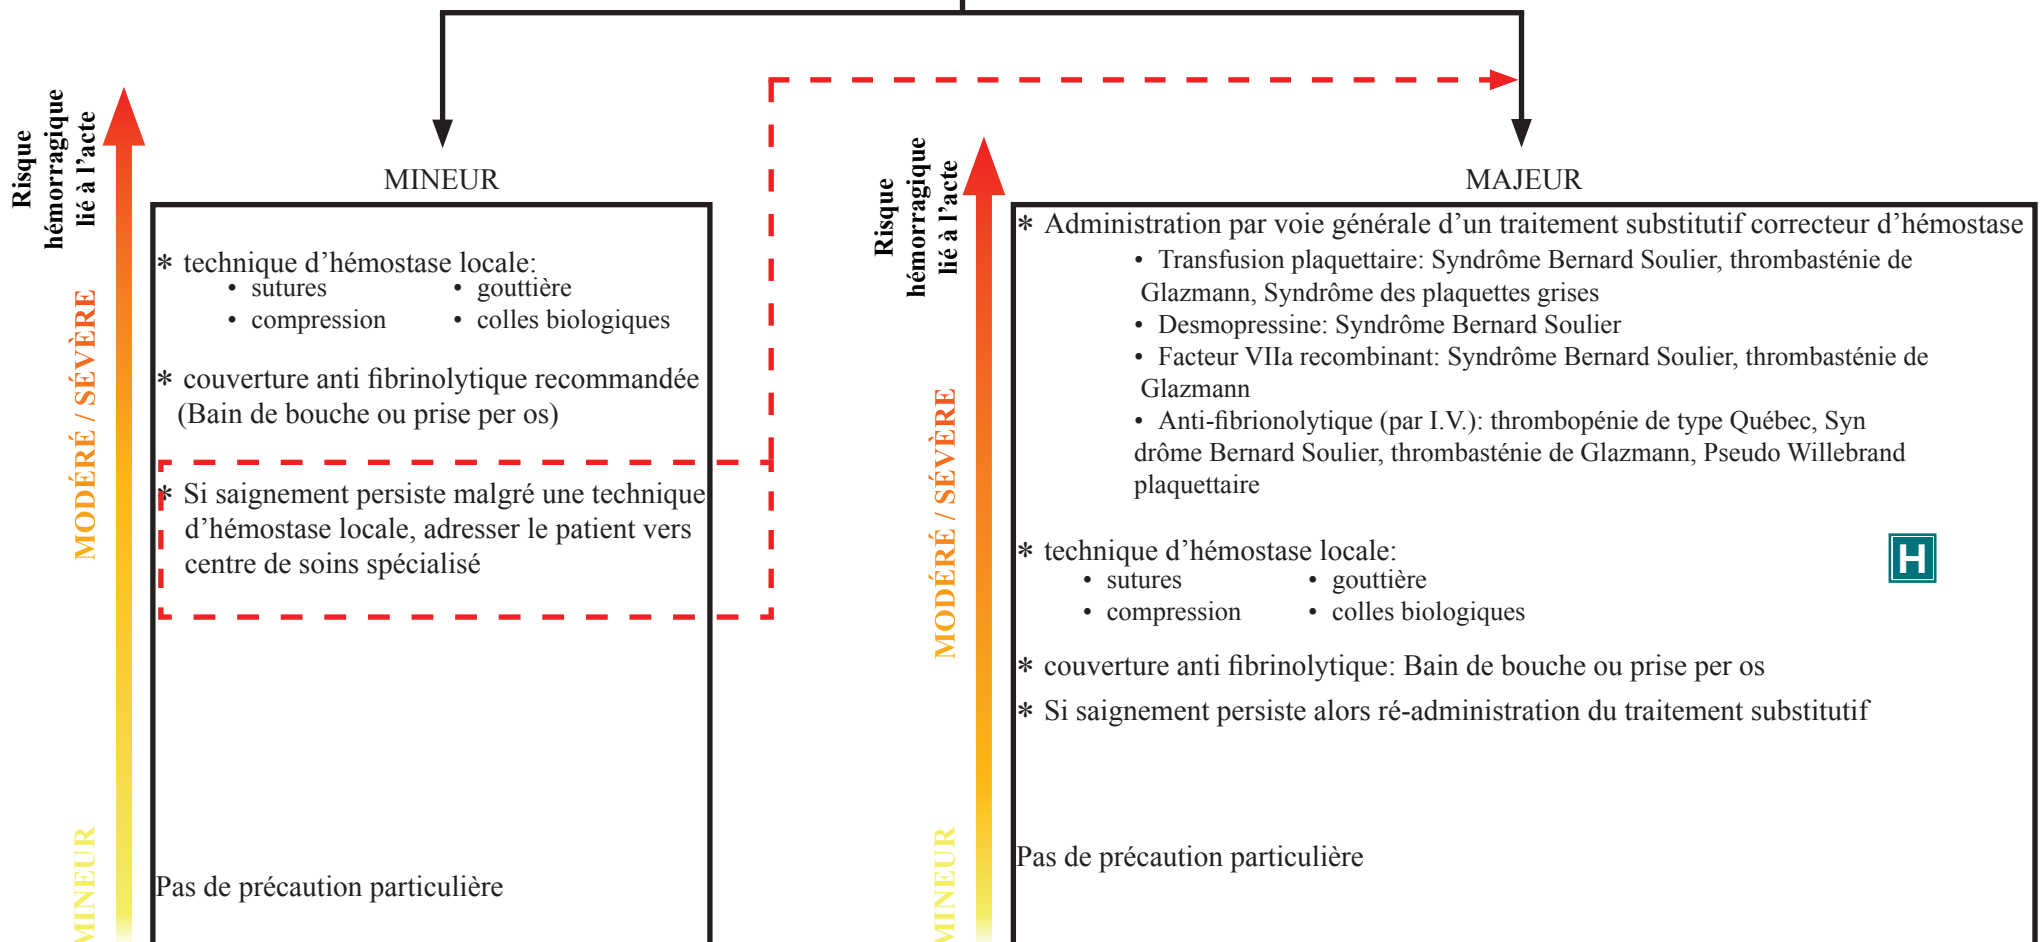 Risque
hémorragique
lié à l’acte
MODÉRÉ / SÉVÈRE
MINEUR
MINEUR
* technique d’hémostase locale:
• sutures • gouttière
• compression • colles biologiques
* couverture anti fibrinolytique recommandée
(Bain de bouche ou prise per os)
* Si saignement persiste malgré une technique
d’hémostase locale, adresser le patient vers
centre de soins spécialisé
Pas de précaution particulière
Risque
hémorragique
lié à l’acte
MODÉRÉ / SÉVÈRE
MINEUR
MAJEUR
* Administration par voie générale d’un traitement substitutif correcteur d’hémostase
• Transfusion plaquettaire: Syndrôme Bernard Soulier, thrombasténie de
Glazmann, Syndrôme des plaquettes grises
• Desmopressine: Syndrôme Bernard Soulier
• Facteur VIIa recombinant: Syndrôme Bernard Soulier, thrombasténie de
Glazmann
• Anti-fibrionolytique (par I.V.): thrombopénie de type Québec, Syn
drôme Bernard Soulier, thrombasténie de Glazmann, Pseudo Willebrand
plaquettaire
* technique d’hémostase locale:
• sutures • gouttière
• compression • colles biologiques
H
* couverture anti fibrinolytique: Bain de bouche ou prise per os
* Si saignement persiste alors ré-administration du traitement substitutif
Pas de précaution particulière